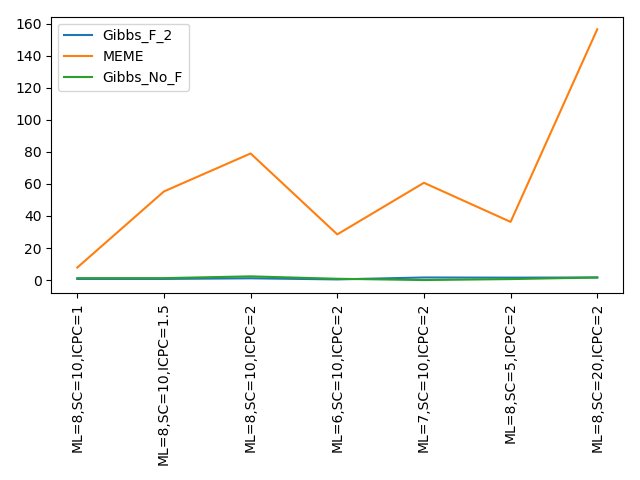 160
140
120
100
80
60
40
20
0
Gibbs_F_2
MEME
Gibbs_No_F
ML=8,SC=10,ICPC=1
ML=8,SC=10,ICPC=1.5
ML=8,SC=10,ICPC=2
ML=6,SC=10,ICPC=2
ML=7,SC=10,ICPC=2
ML=8,SC=5,ICPC=2
ML=8,SC=20,ICPC=2